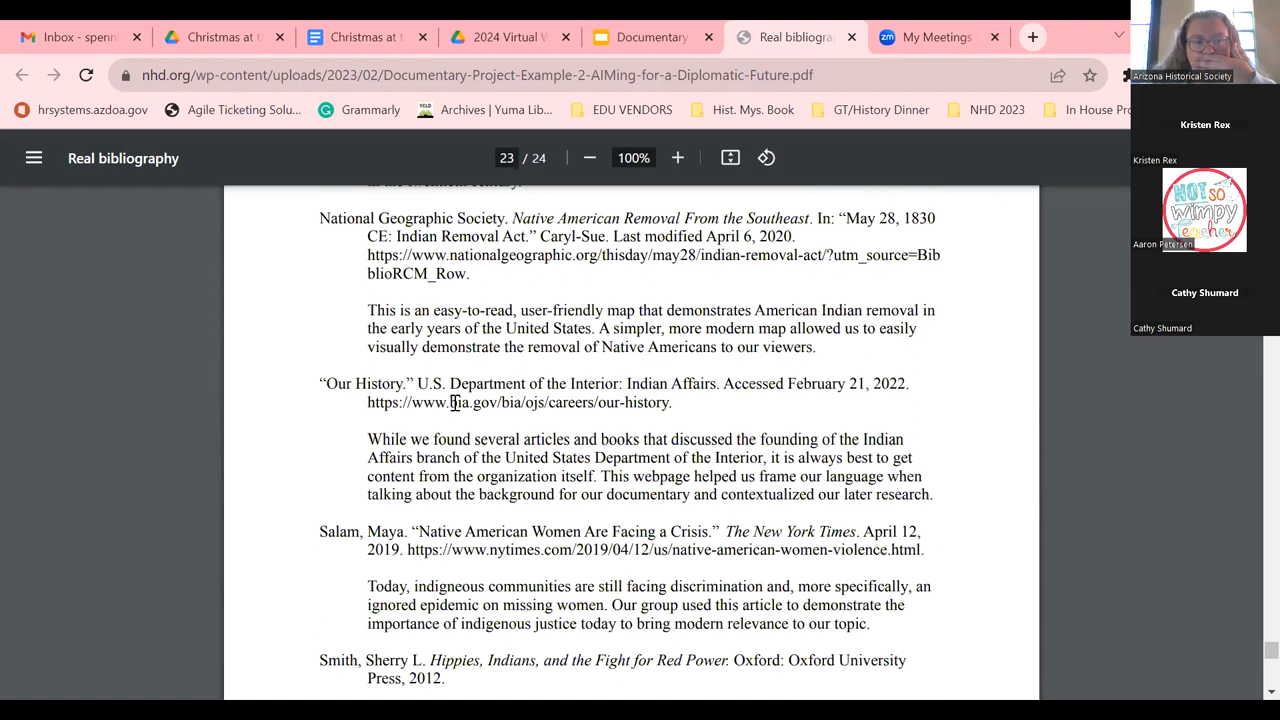 Inbox - spenni
Christmas at t
Christmas at t
2024 Virtual W
Documentary
Real bibliogra
My Meetings
nhd.org/wp-content/uploads/2023/02/Documentary-Project-Example-2-AIMing-for-a-Diplomatic-Future.pdf
hrsystems.azdoa.gov
Agile Ticketing Solu...
Grammarly
Archives | Yuma Lib...
EDU VENDORS
Hist. Mys. Book
GT/History Dinner
NHD 2023
In House Pro
Real bibliography
23 / 24
100%
National Geographic Society. Native American Removal From the Southeast. In: “May 28, 1830
CE: Indian Removal Act.” Caryl-Sue. Last modified April 6, 2020.
https://www.nationalgeographic.org/thisday/may28/indian-removal-act/?utm_source=Bib
blioRCM_Row.
This is an easy-to-read, user-friendly map that demonstrates American Indian removal in
the early years of the United States. A simpler, more modern map allowed us to easily
visually demonstrate the removal of Native Americans to our viewers.
“Our History.” U.S. Department of the Interior: Indian Affairs. Accessed February 21, 2022.
https://www.bia.gov/bia/ojs/careers/our-history.
While we found several articles and books that discussed the founding of the Indian
Affairs branch of the United States Department of the Interior, it is always best to get
content from the organization itself. This webpage helped us frame our language when
talking about the background for our documentary and contextualized our later research.
Salam, Maya. “Native American Women Are Facing a Crisis.” The New York Times. April 12,
2019. https://www.nytimes.com/2019/04/12/us/native-american-women-violence.html.
Today, indigneous communities are still facing discrimination and, more specifically, an
ignored epidemic on missing women. Our group used this article to demonstrate the
importance of indigenous justice today to bring modern relevance to our topic.
Smith, Sherry L. Hippies, Indians, and the Fight for Red Power. Oxford: Oxford University
Press, 2012.
Arizona Historical Society
Kristen Rex
Kristen Rex
NOT SO
wimpy
Teacher
Aaron Petersen
Cathy Shumard
Cathy Shumard